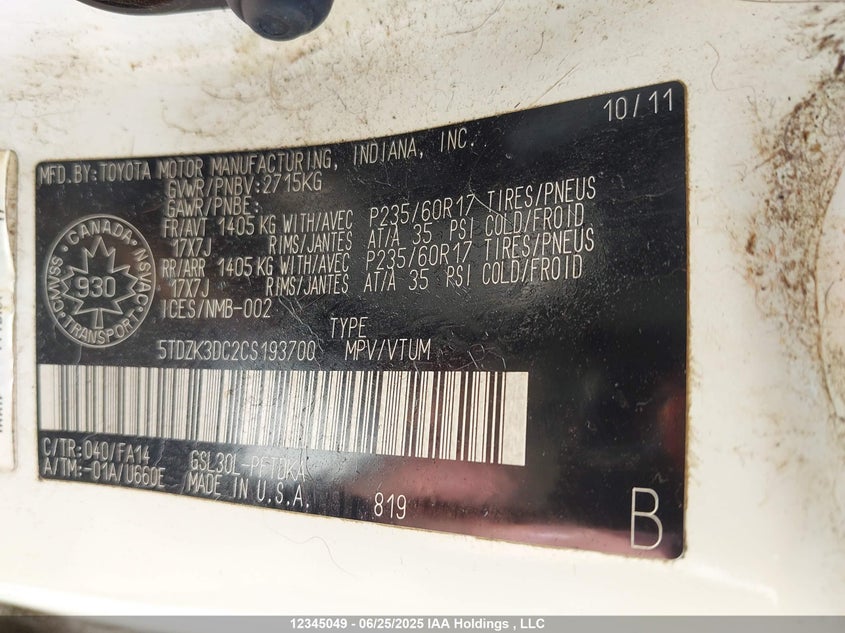 10/11
MFD.BY:TOYOTA MOTOR MANUFACTURING, INDIANA, INC.
GVWR/PNBV:2715KG
GAWR/PNBE:
FR/AVT 1405 KG WITH/AVEC P235/60R17 TIRES/PNEUS
17X7J RIMS/JANTES AT/A 35 PSI COLD/FROID
RR/ARR 1405 KG WITH/AVEC P235/60R17 TIRES/PNEUS
17X7J RIMS/JANTES AT/A 35 PSI COLD/FROID
ICES/NMB-002
CANADA
NSVAC
930
CMVSS
TRANSPORT
TYPE
5TDZK3DC2CS193700 MPV/VTUM
C/TR:040/FA14 GSL30L-PFTDKA
A/TM:-01A/U660E MADE IN U.S.A.
819
B
12345049 - 06/25/2025 IAA Holdings , LLC